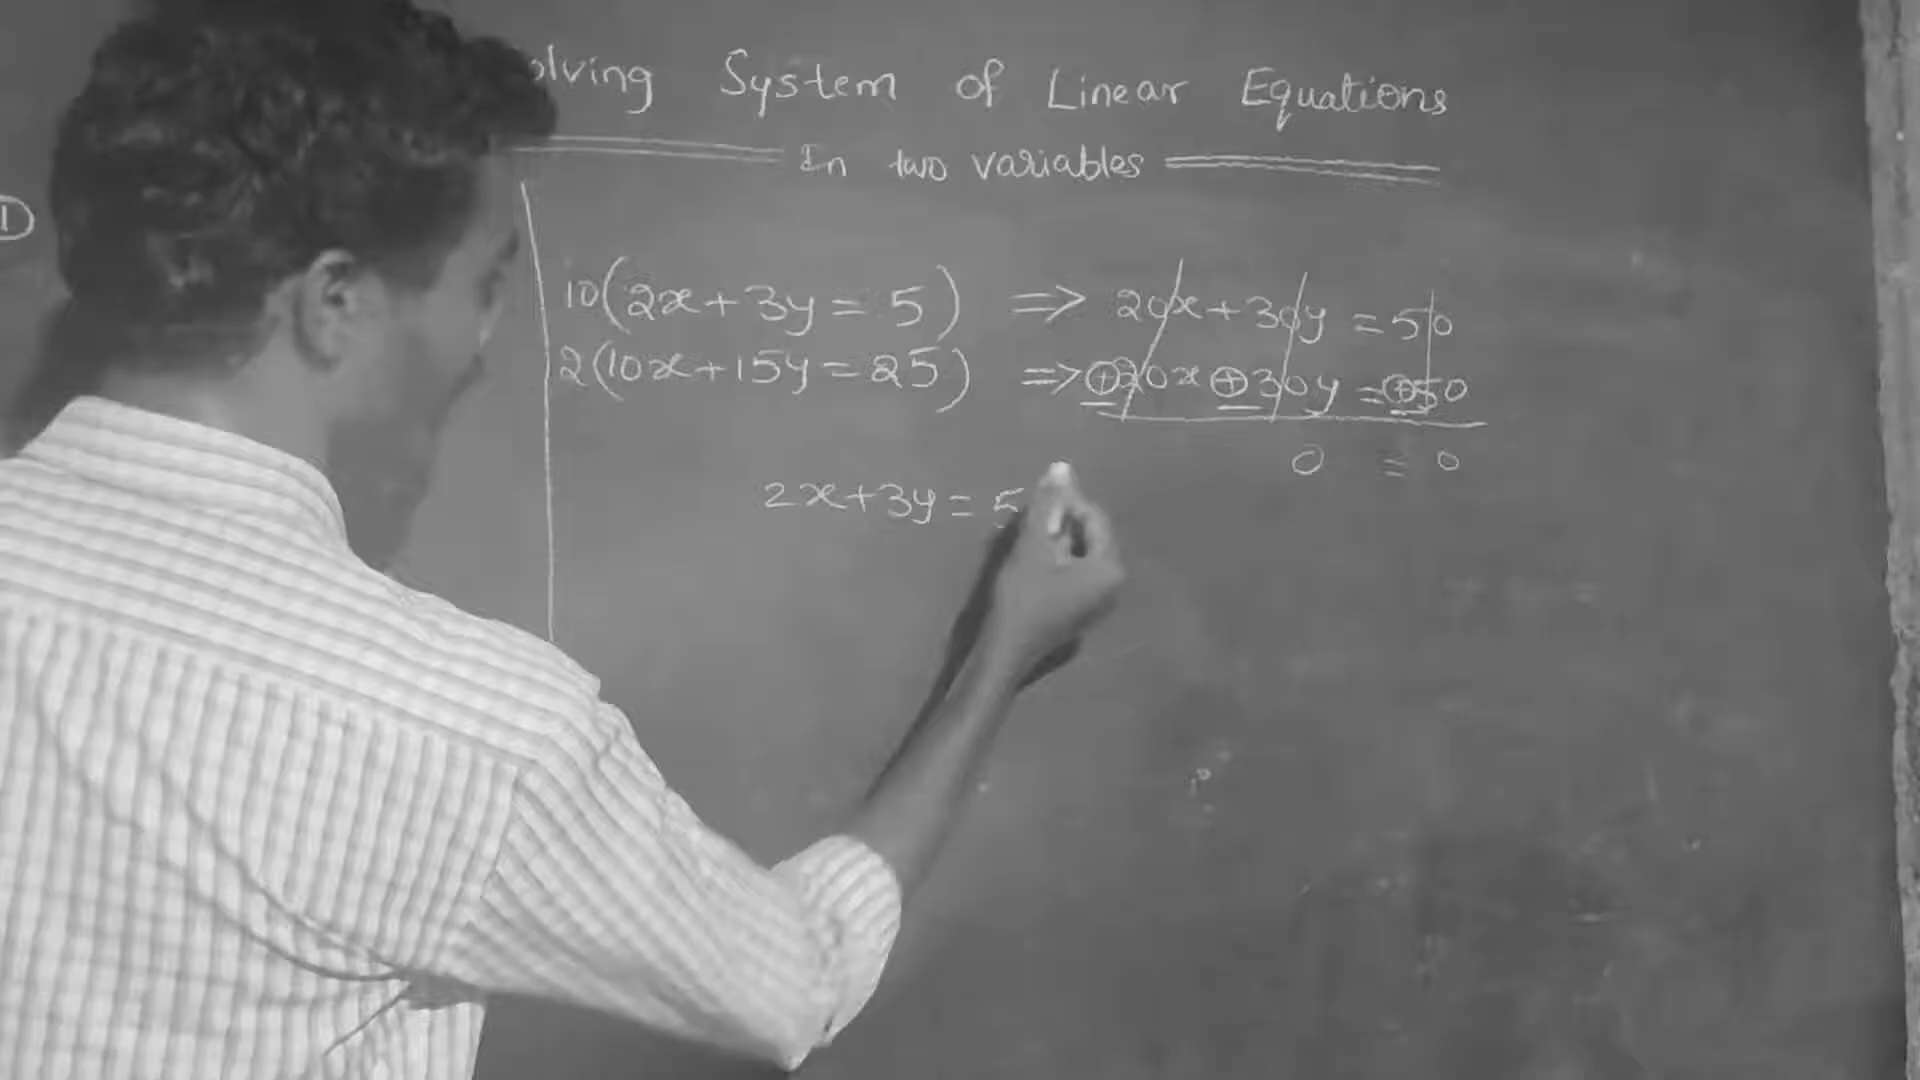 olving System of Linear Equations
In two variables
1
10(2x+3y = 5) ⇒ 20x+30y = 50
2(10x+15y = 25) ⇒ ⊕20x ⊕30y = ⊕50
0 = 0
2x+3y = 5